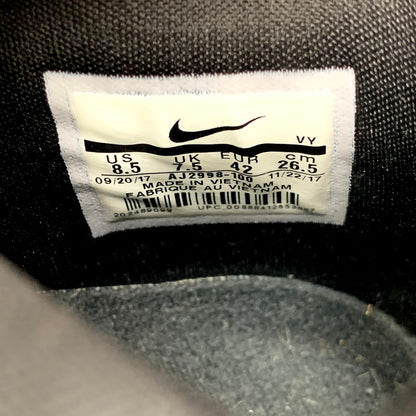 VY
US UK EUR cm
8.5 7.5 42 26.5
09/20/17 AJ2998-100 11/22/17
MADE IN VIETNAM
FABRIQUE AU VIETNAM
UPC